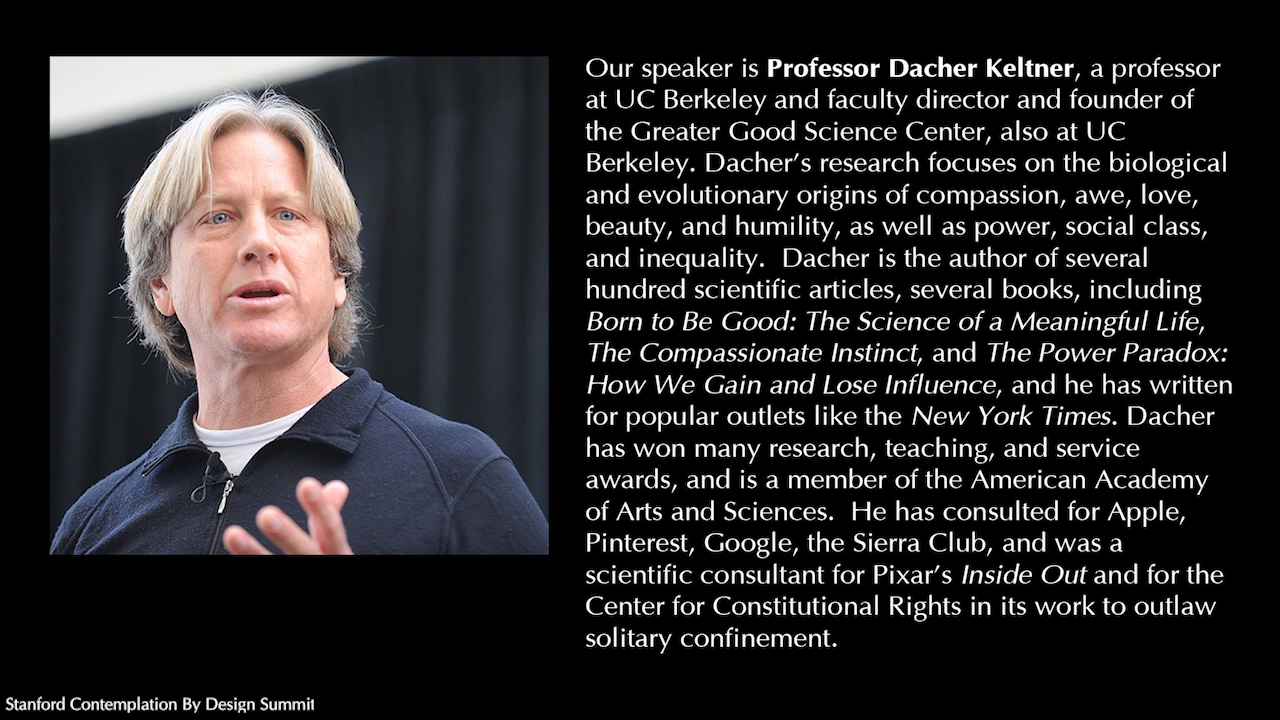 Our speaker is Professor Dacher Keltner, a professor
at UC Berkeley and faculty director and founder of
the Greater Good Science Center, also at UC
Berkeley. Dacher’s research focuses on the biological
and evolutionary origins of compassion, awe, love,
beauty, and humility, as well as power, social class,
and inequality.  Dacher is the author of several
hundred scientific articles, several books, including
Born to Be Good: The Science of a Meaningful Life,
The Compassionate Instinct, and The Power Paradox:
How We Gain and Lose Influence, and he has written
for popular outlets like the New York Times. Dacher
has won many research, teaching, and service
awards, and is a member of the American Academy
of Arts and Sciences.  He has consulted for Apple,
Pinterest, Google, the Sierra Club, and was a
scientific consultant for Pixar’s Inside Out and for the
Center for Constitutional Rights in its work to outlaw
solitary confinement.
Stanford Contemplation By Design Summit